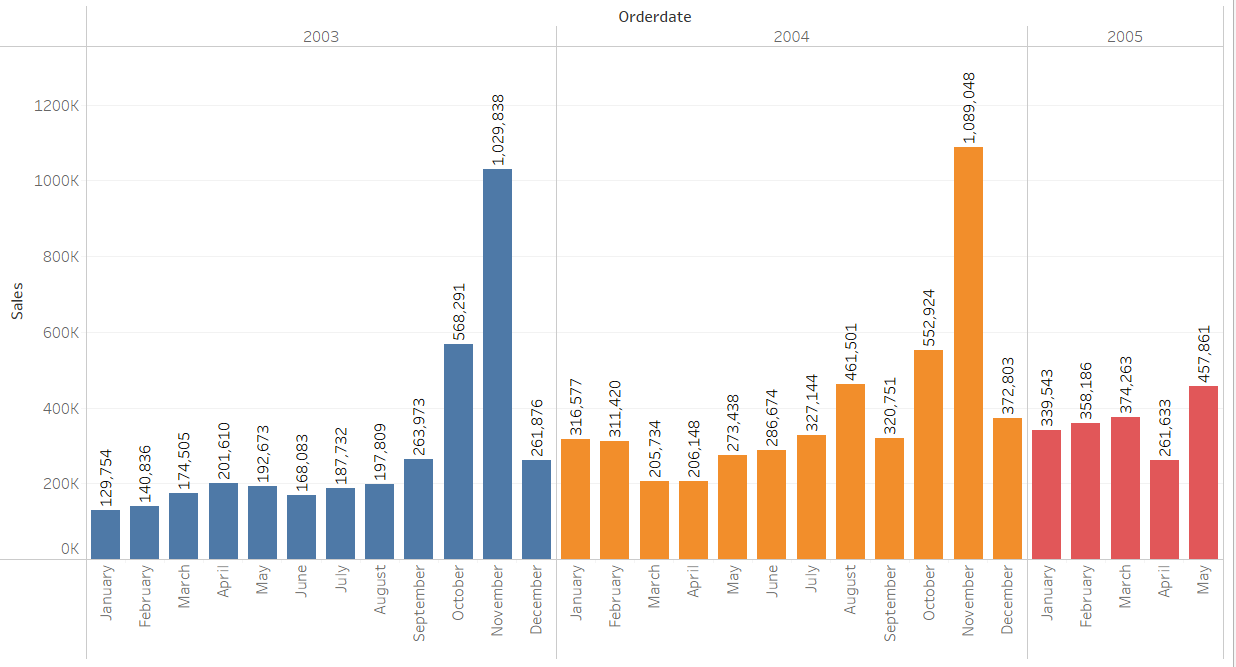 Orderdate
2003
2004
2005
Sales
1200K
1000K
800K
600K
400K
200K
0K
129,754
140,836
174,505
201,610
192,673
168,083
187,732
197,809
263,973
568,291
1,029,838
261,876
316,577
311,420
205,734
206,148
273,438
286,674
327,144
461,501
320,751
552,924
1,089,048
372,803
339,543
358,186
374,263
261,633
457,861
January
February
March
April
May
June
July
August
September
October
November
December
January
February
March
April
May
June
July
August
September
October
November
December
January
February
March
April
May